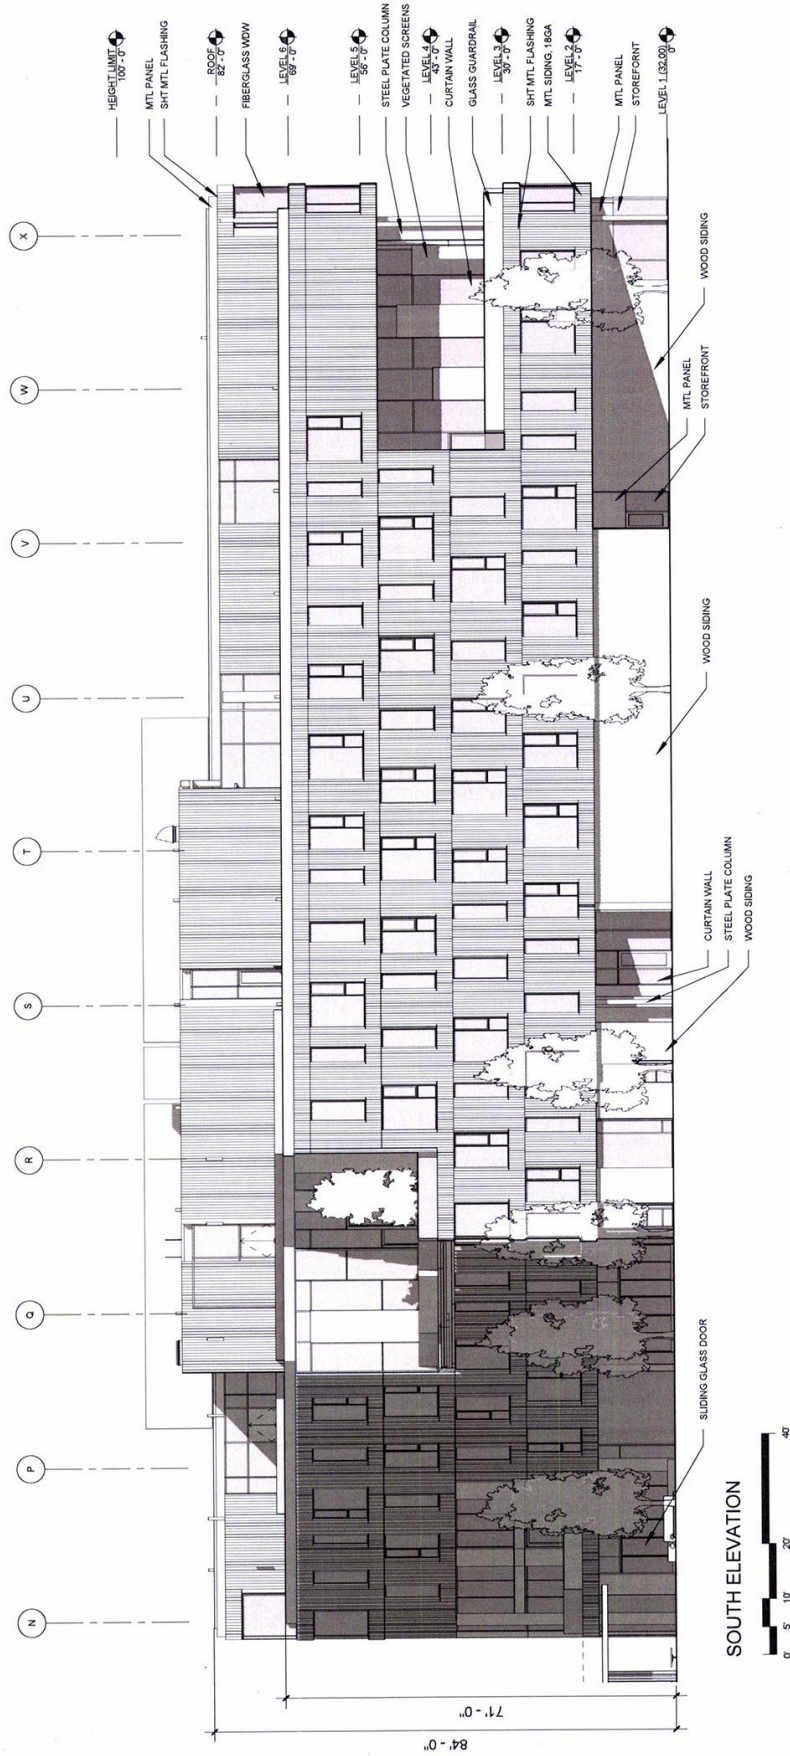 N
P
Q
R
S
T
U
V
W
X
HEIGHT LIMIT
100' - 0"
MTL PANEL
SHT MTL FLASHING
ROOF
82' - 0"
FIBERGLASS WDW
LEVEL 6
69' - 0"
LEVEL 5
56' - 0"
STEEL PLATE COLUMN
VEGETATED SCREENS
LEVEL 4
43' - 0"
CURTAIN WALL
GLASS GUARDRAIL
LEVEL 3
30' - 0"
SHT MTL FLASHING
MTL SIDING, 18GA
LEVEL 2
17' - 0"
MTL PANEL
STOREFORNT
LEVEL 1 (32.00)
0"
84' - 0"
71' - 0"
SLIDING GLASS DOOR
CURTAIN WALL
STEEL PLATE COLUMN
WOOD SIDING
WOOD SIDING
MTL PANEL
STOREFRONT
WOOD SIDING
SOUTH ELEVATION
0' 5' 10' 20' 40'